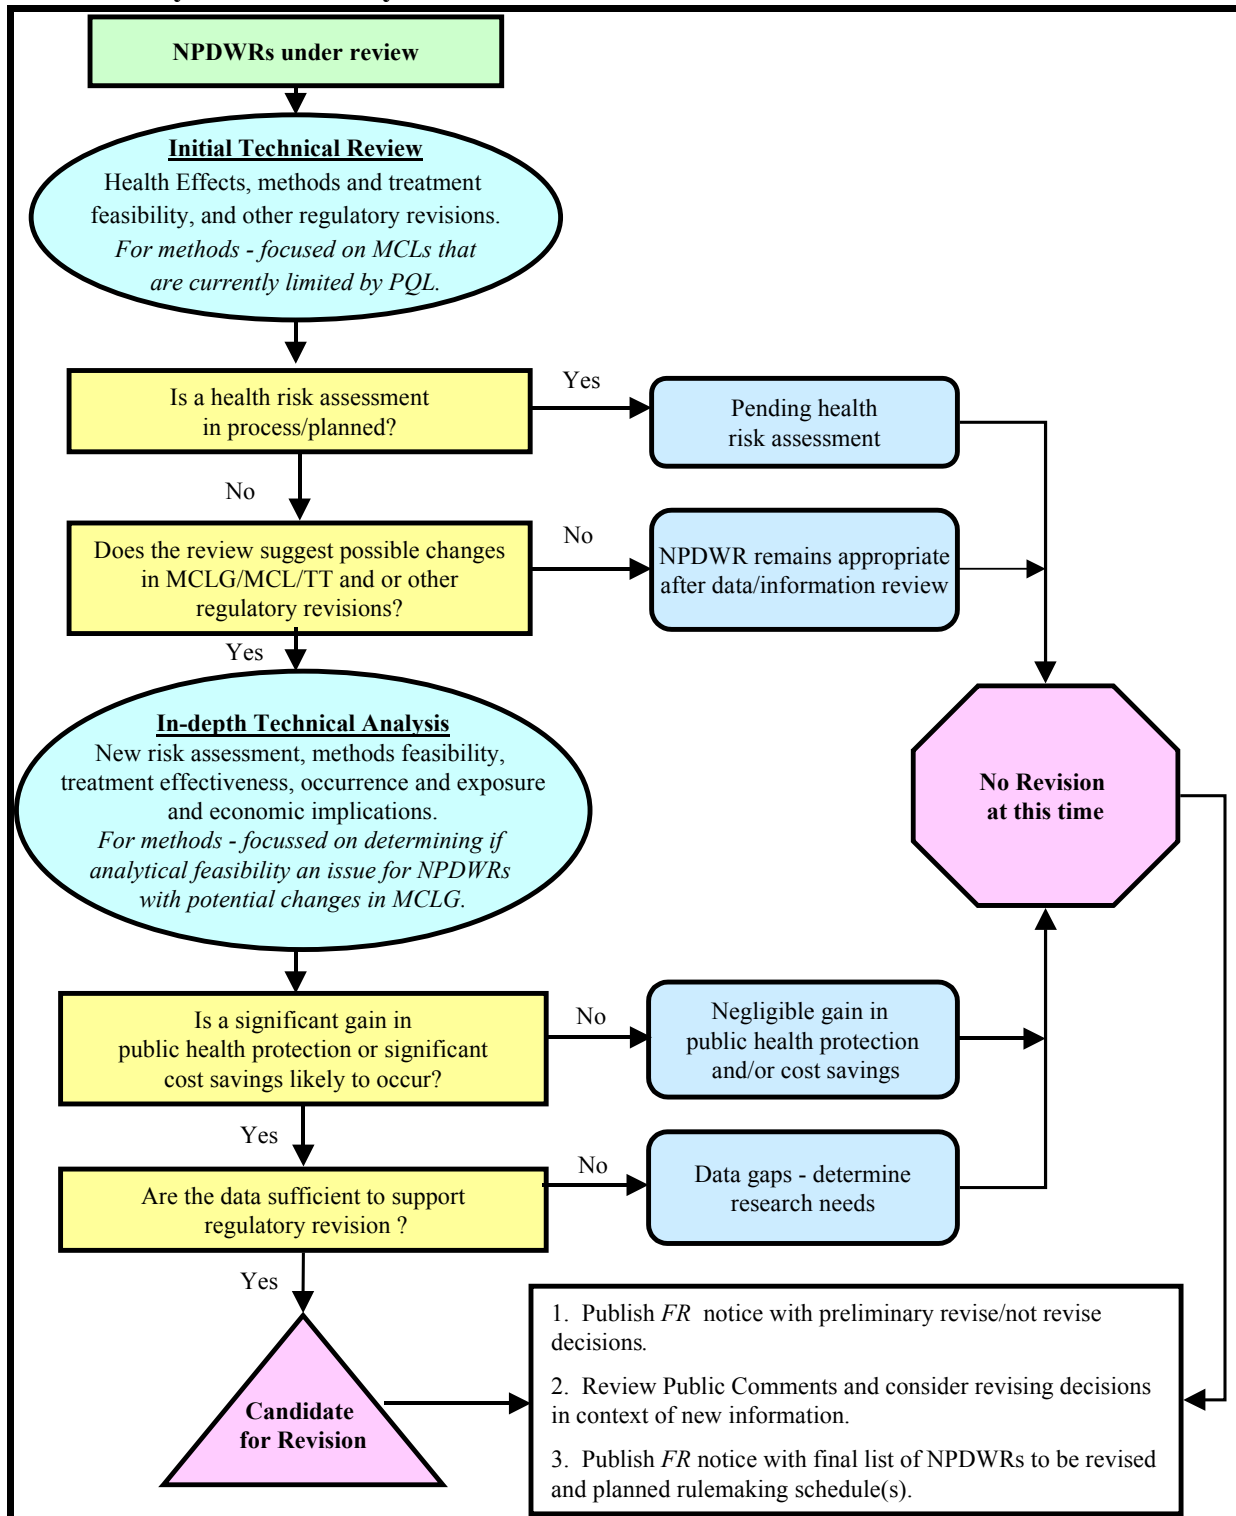 NPDWRs under review
Initial Technical Review
Health Effects, methods and treatment
feasibility, and other regulatory revisions.
For methods - focused on MCLs that
are currently limited by PQL.
Is a health risk assessment
in process/planned?
Yes
Pending health
risk assessment
No
Does the review suggest possible changes
in MCLG/MCL/TT and or other
regulatory revisions?
No
NPDWR remains appropriate
after data/information review
Yes
In-depth Technical Analysis
New risk assessment, methods feasibility,
treatment effectiveness, occurrence and exposure
and economic implications.
For methods - focussed on determining if
analytical feasibility an issue for NPDWRs
with potential changes in MCLG.
No Revision
at this time
Is a significant gain in
public health protection or significant
cost savings likely to occur?
No
Negligible gain in
public health protection
and/or cost savings
Yes
Are the data sufficient to support
regulatory revision ?
No
Data gaps - determine
research needs
Yes
Candidate
for Revision
1. Publish FR notice with preliminary revise/not revise
decisions.
2. Review Public Comments and consider revising decisions
in context of new information.
3. Publish FR notice with final list of NPDWRs to be revised
and planned rulemaking schedule(s).